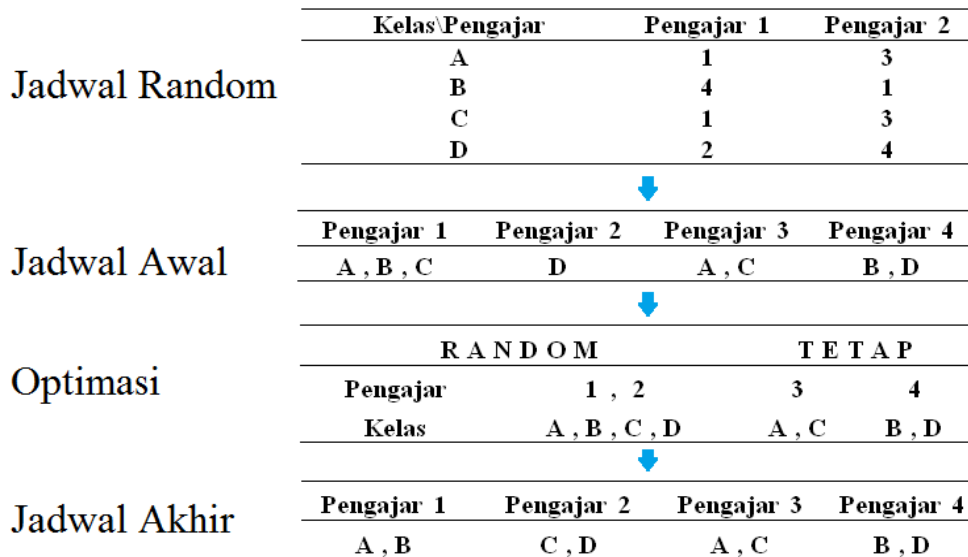 Kelas\Pengajar Pengajar 1 Pengajar 2
A 1 3
Jadwal Random
B 4 1
C 1 3
D 2 4
Pengajar 1 Pengajar 2 Pengajar 3 Pengajar 4
Jadwal Awal
A , B , C D A , C B , D
R A N D O M T E T A P
Optimasi
Pengajar 1 , 2 3 4
Kelas A , B , C , D A , C B , D
Pengajar 1 Pengajar 2 Pengajar 3 Pengajar 4
Jadwal Akhir
A , B C , D A , C B , D